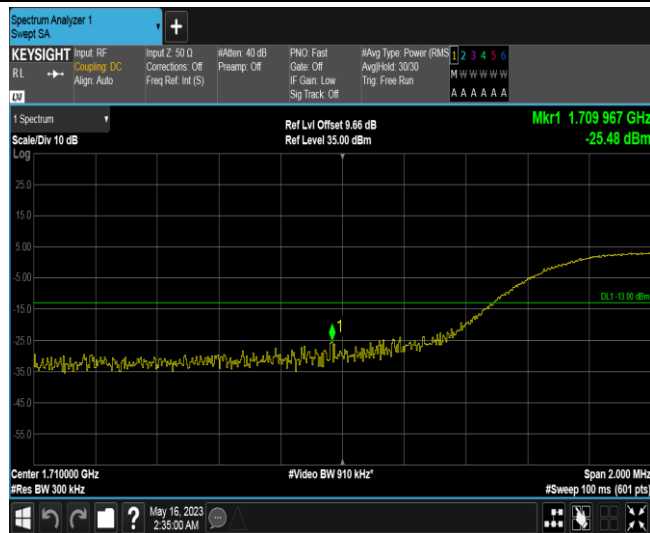 Spectrum Analyzer 1
Swept SA
+
KEYSIGHT
RL
LXI
Input: RF
Coupling: DC
Align: Auto
Input Z: 50 Ω
Corrections: Off
Freq Ref: Int (S)
#Atten: 40 dB
Preamp: Off
PNO: Fast
Gate: Off
IF Gain: Low
Sig Track: Off
#Avg Type: Power (RMS
Avg|Hold: 30/30
Trig: Free Run
1 2 3 4 5 6
M W W W W W
A A A A A A
1 Spectrum
Scale/Div 10 dB
Log
Ref Lvl Offset 9.66 dB
Ref Level 35.00 dBm
Mkr1 1.709 967 GHz
-25.48 dBm
25.0
15.0
5.00
-5.00
-15.0
-25.0
-35.0
-45.0
-55.0
DL1 -13.00 dBm
1
Center 1.710000 GHz
#Res BW 300 kHz
#Video BW 910 kHz*
Span 2.000 MHz
#Sweep 100 ms (601 pts)
?
May 16, 2023
2:35:00 AM